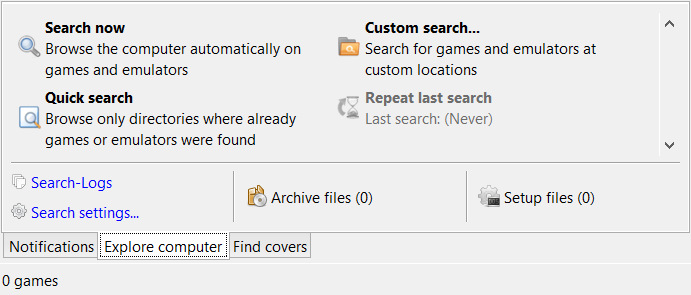 Search now
Browse the computer automatically on
games and emulators
Custom search...
Search for games and emulators at
custom locations
Quick search
Browse only directories where already
games or emulators were found
Repeat last search
Last search: (Never)
Search-Logs
Search settings...
Archive files (0)
Setup files (0)
Notifications
Explore computer
Find covers
0 games